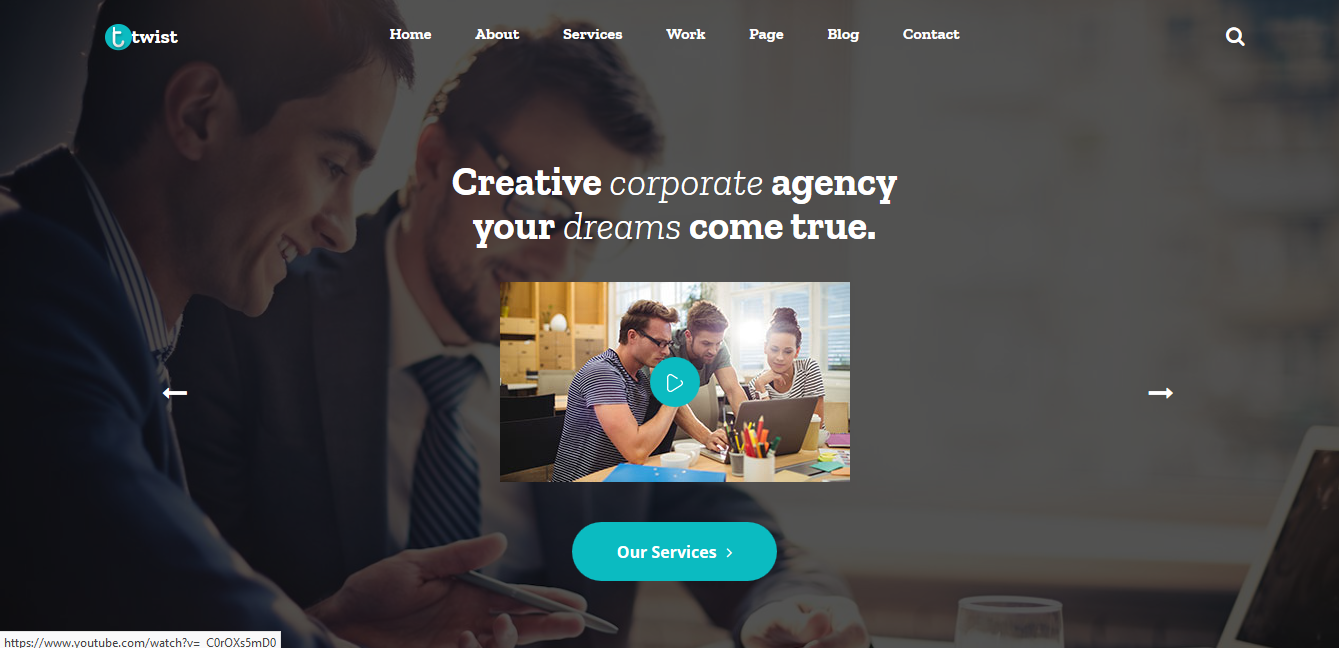 twist
Home About Services Work Page Blog Contact
Creative corporate agency
your dreams come true.
Our Services >
https://www.youtube.com/watch?v=_C0rOXs5mD0